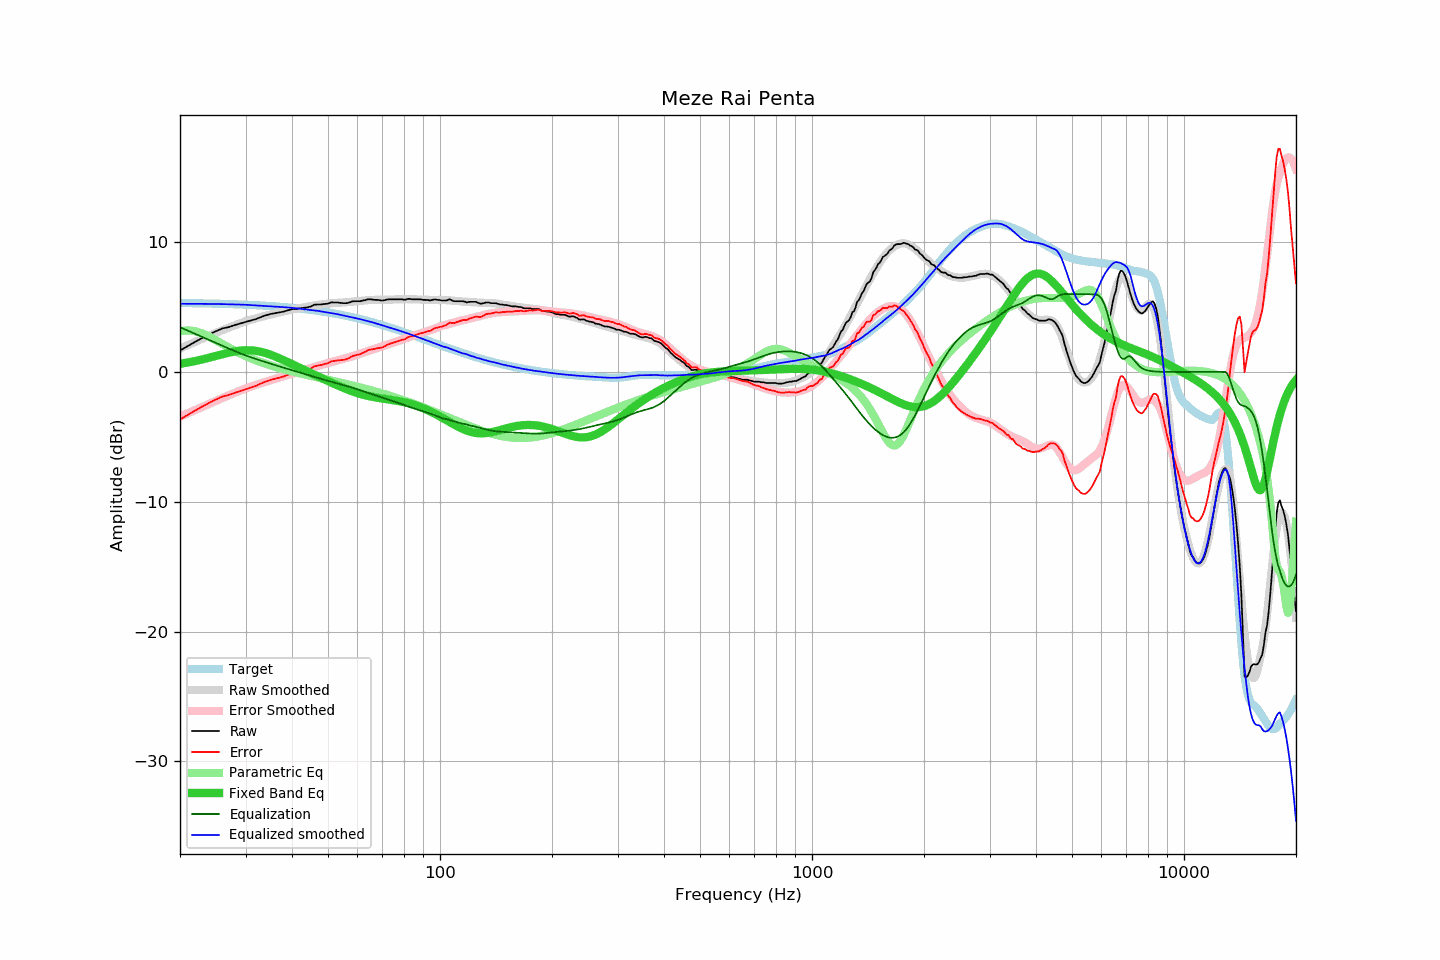 Meze Rai Penta
Amplitude (dBr)
10
0
−10
−20
−30
100
1000
10000
Frequency (Hz)
Target
Raw Smoothed
Error Smoothed
Raw
Error
Parametric Eq
Fixed Band Eq
Equalization
Equalized smoothed